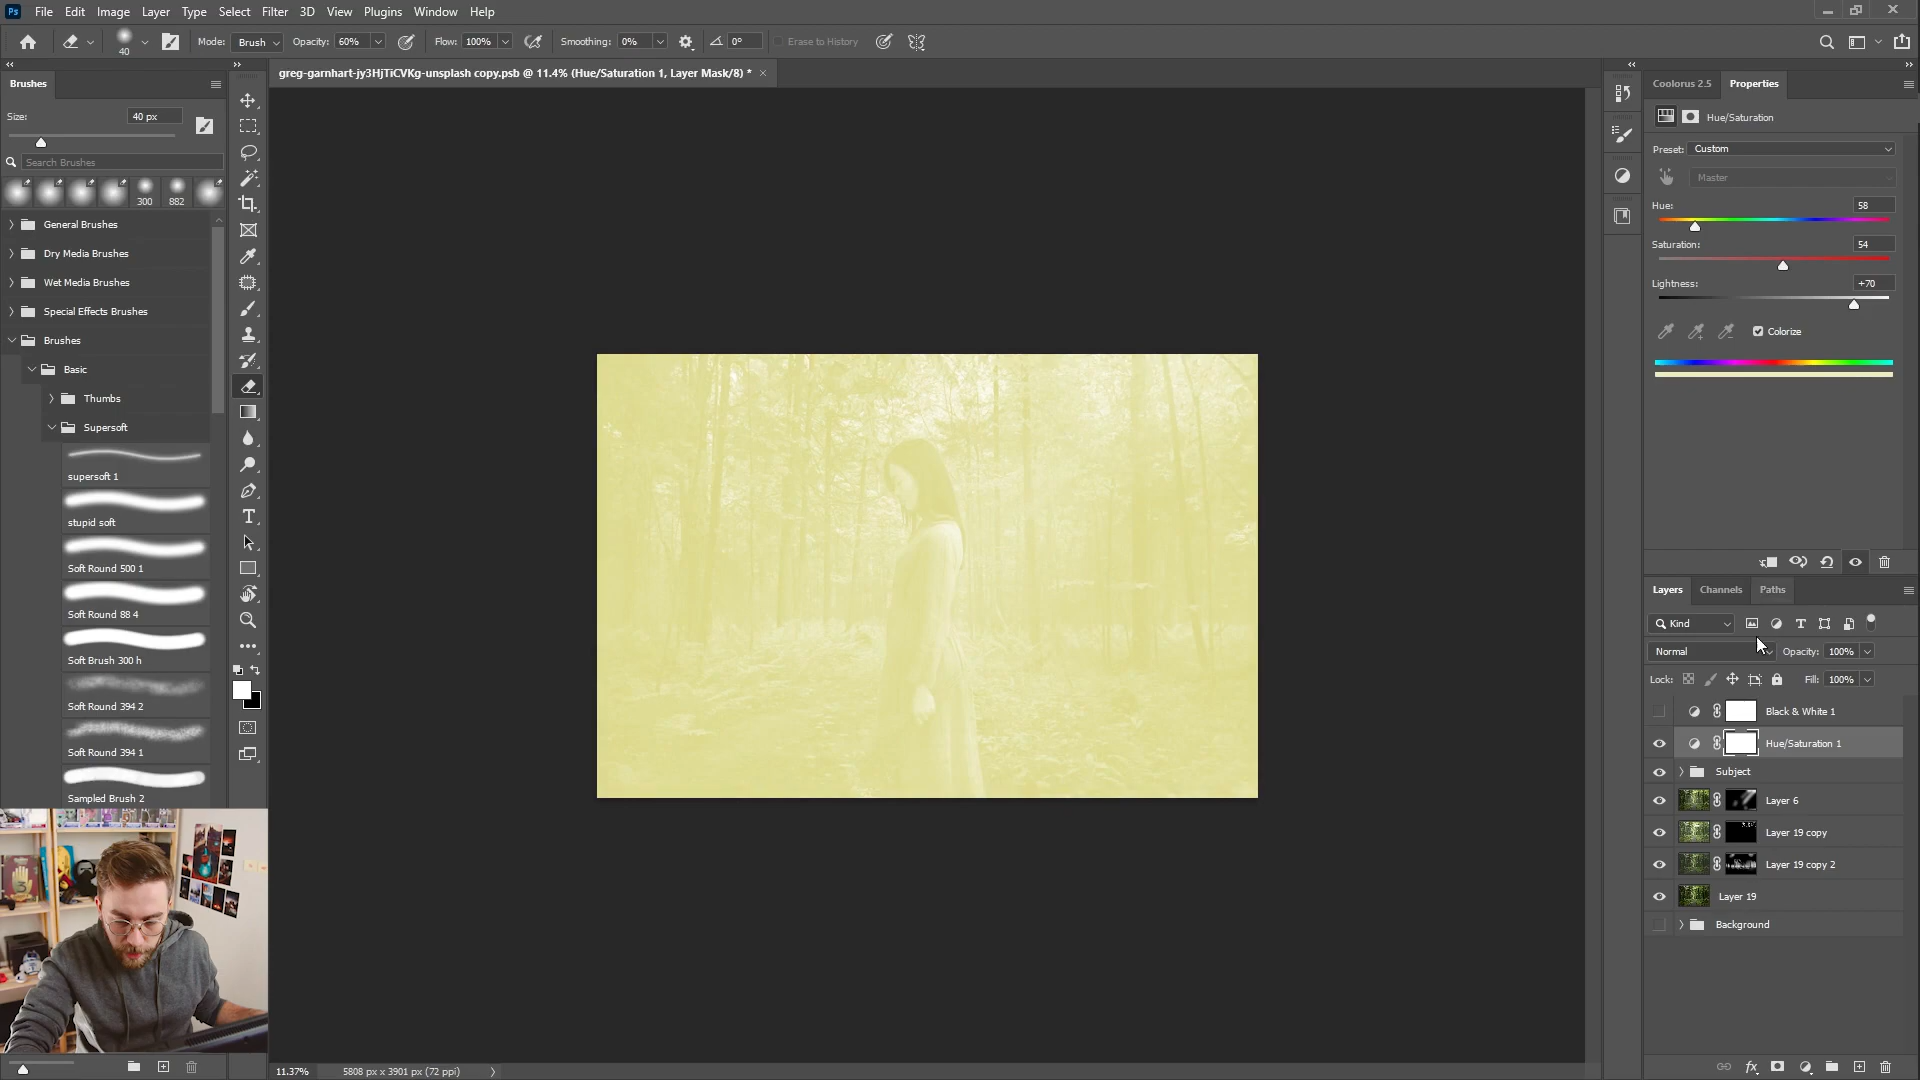 Ps File Edit Image Layer Type Select Filter 3D View Plugins Window Help
40 Mode: Brush Opacity: 60% Flow: 100% Smoothing: 0% 0° Erase to History
Brushes
greg-garnhart-jy3HjTiCVKg-unsplash copy.psb @ 11.4% (Hue/Saturation 1, Layer Mask/8) *
Size: 40 px
Search Brushes
300 882
General Brushes
Dry Media Brushes
Wet Media Brushes
Special Effects Brushes
Brushes
Basic
Thumbs
Supersoft
supersoft 1
stupid soft
Soft Round 500 1
Soft Round 88 4
Soft Brush 300 h
Soft Round 394 2
Soft Round 394 1
Sampled Brush 2
11.37% 5808 px x 3901 px (72 ppi)
Coolorus 2.5 Properties
Hue/Saturation
Preset: Custom
Master
Hue: 58
Saturation: 54
Lightness: +70
Colorize
Layers Channels Paths
Kind
Normal Opacity: 100%
Lock: Fill: 100%
Black & White 1
Hue/Saturation 1
Subject
Layer 6
Layer 19 copy
Layer 19 copy 2
Layer 19
Background
fx